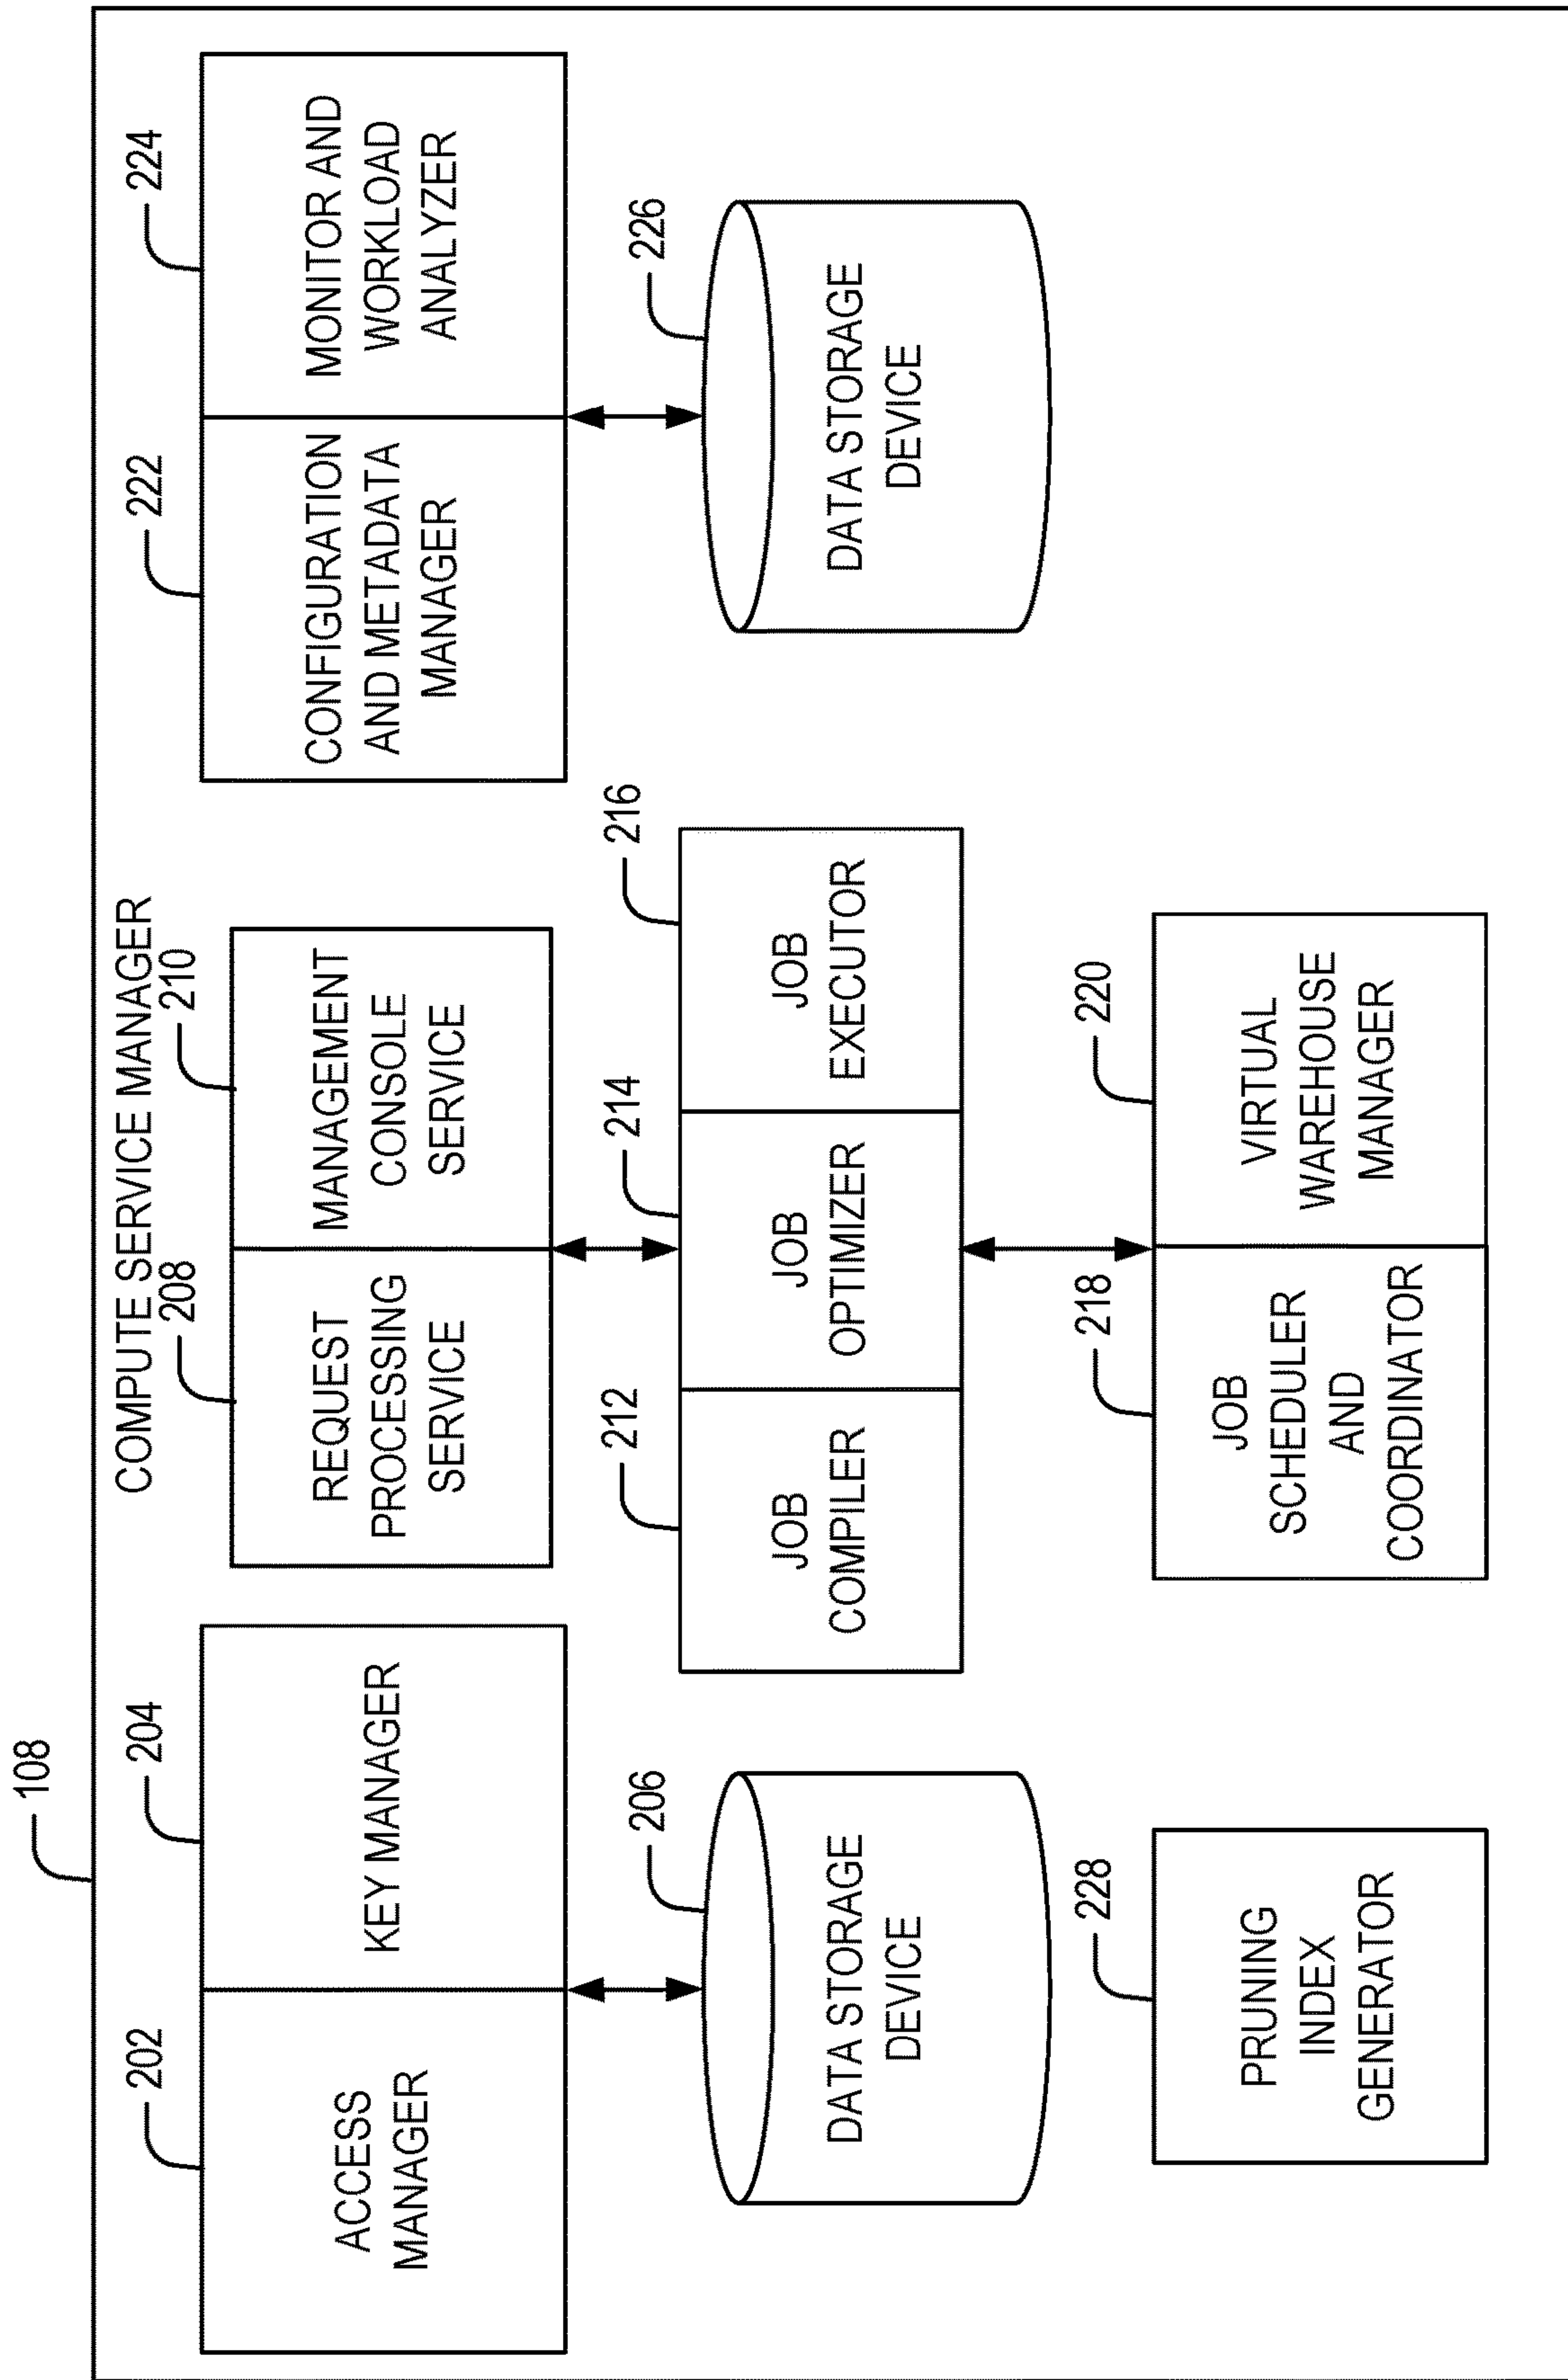 108
COMPUTE SERVICE MANAGER
202
204
ACCESS
MANAGER
KEY MANAGER
206
DATA STORAGE
DEVICE
228
PRUNING
INDEX
GENERATOR
208
210
REQUEST
PROCESSING
SERVICE
MANAGEMENT
CONSOLE
SERVICE
212
214
216
JOB
COMPILER
JOB
OPTIMIZER
JOB
EXECUTOR
218
220
JOB
SCHEDULER
AND
COORDINATOR
VIRTUAL
WAREHOUSE
MANAGER
222
224
CONFIGURATION
AND METADATA
MANAGER
MONITOR AND
WORKLOAD
ANALYZER
226
DATA STORAGE
DEVICE